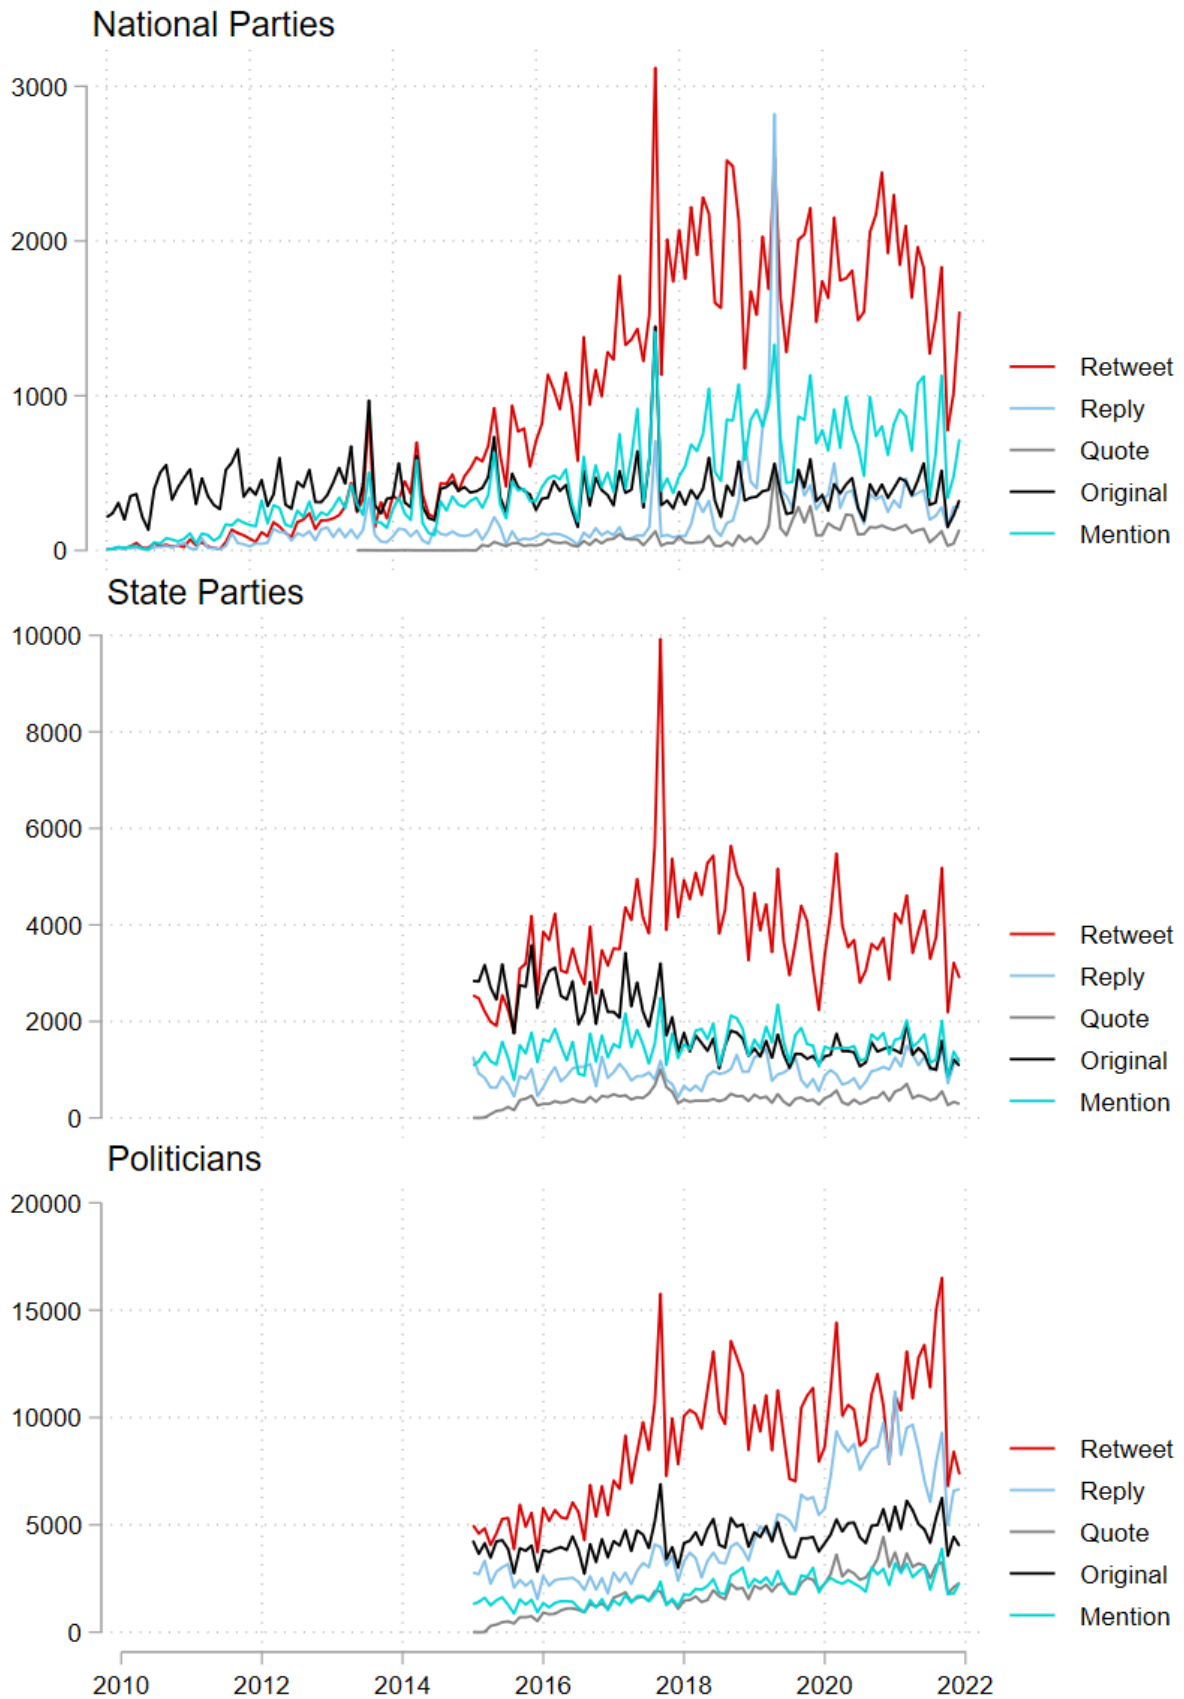 National Parties
3000
2000
1000
0
Retweet
Reply
Quote
Original
Mention
State Parties
10000
8000
6000
4000
2000
0
Retweet
Reply
Quote
Original
Mention
Politicians
20000
15000
10000
5000
0
Retweet
Reply
Quote
Original
Mention
2010 2012 2014 2016 2018 2020 2022